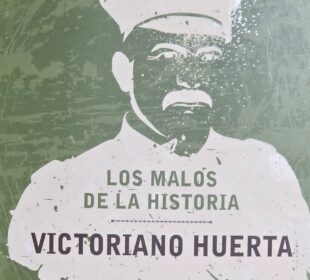 LOS MALOS
DE LA HISTORIA
VICTORIANO HUERTA